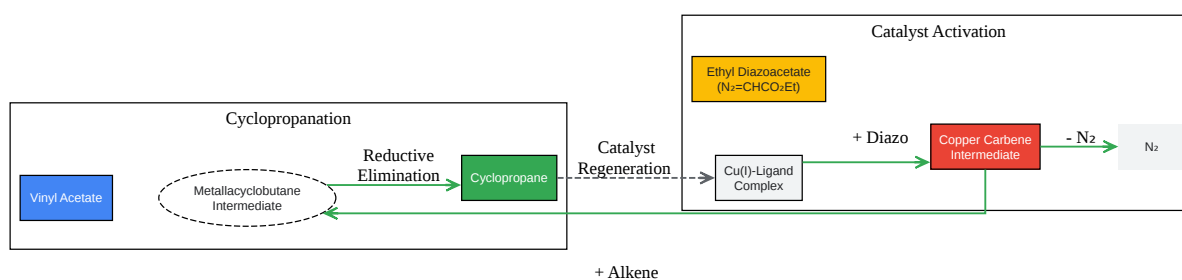 Catalyst Activation
Ethyl Diazoacetate
(N₂=CHCO₂Et)
Cyclopropanation
+ Diazo
Copper Carbene
Intermediate
- N₂
N₂
Reductive
Elimination
Catalyst
Regeneration
Cyclopropane
Cu(I)-Ligand
Complex
Vinyl Acetate
Metallacyclobutane
Intermediate
+ Alkene